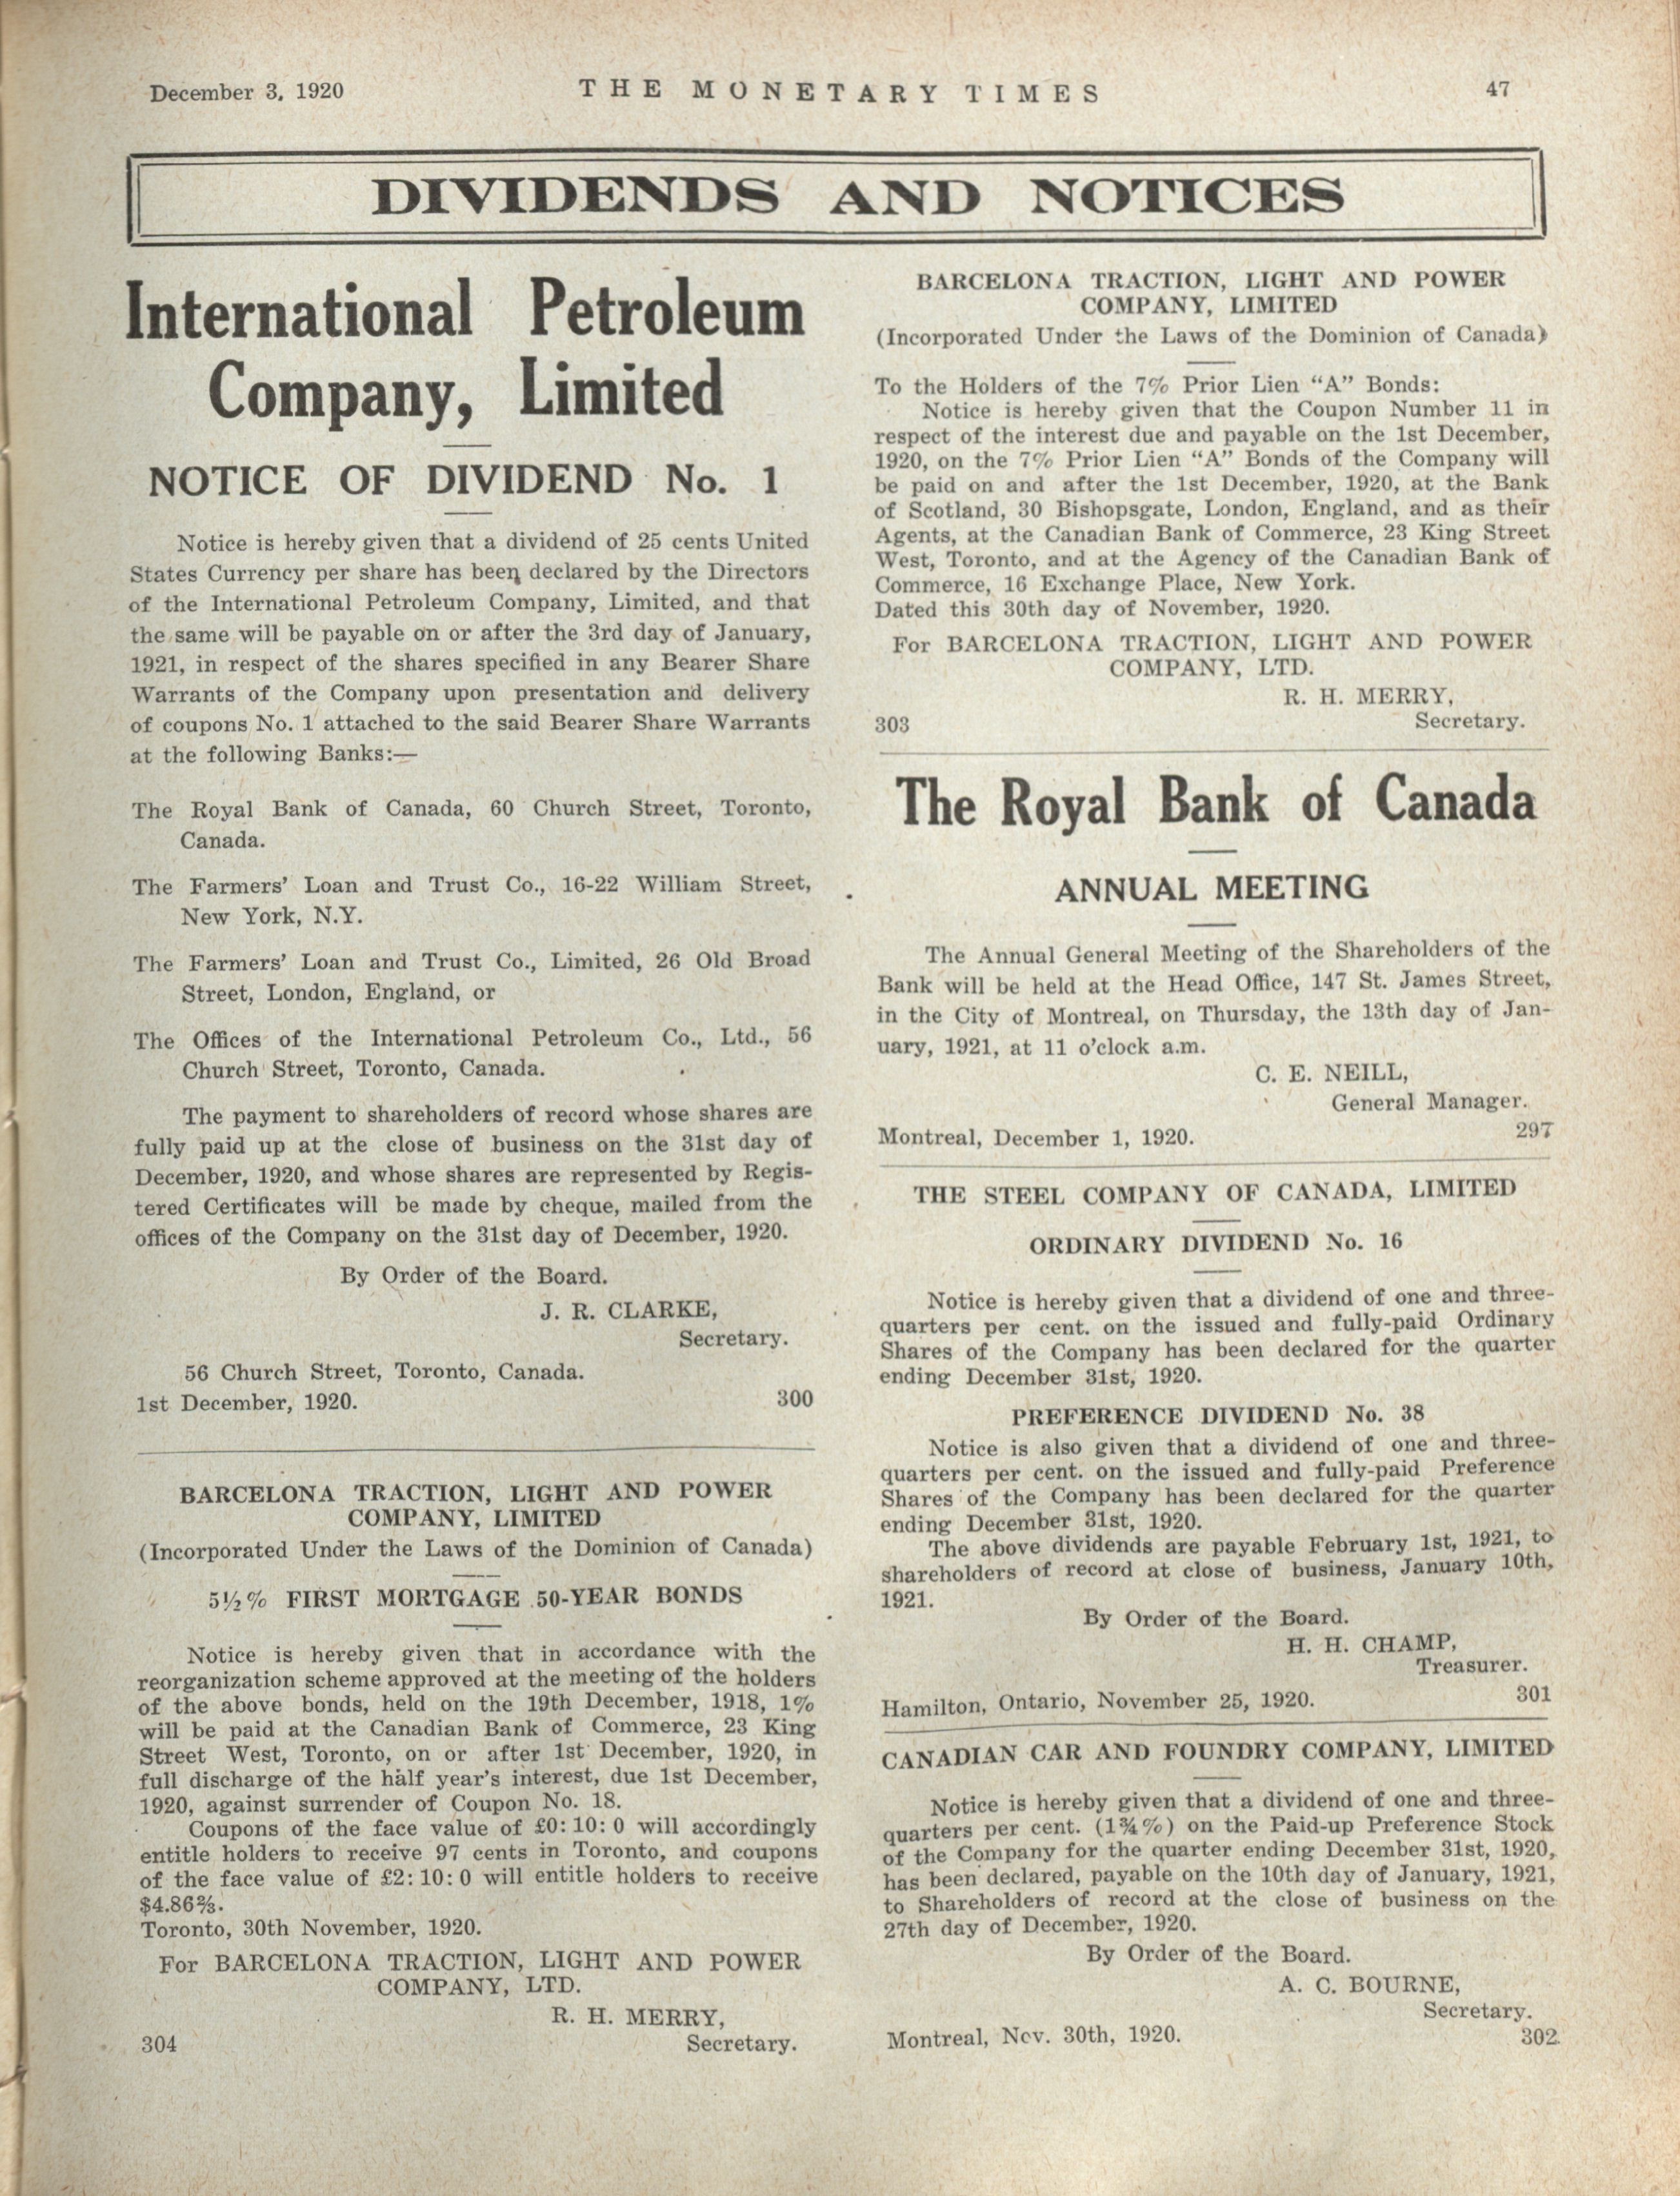 December 3, 1920
THE MONETARY TIMES
47
DIVIDENDS AND NOTICES
International Petroleum
Company, Limited
NOTICE OF DIVIDEND No. 1
Notice is hereby given that a dividend of 25 cents United
States Currency per share has been declared by the Directors
of the International Petroleum Company, Limited, and that
the same will be payable on or after the 3rd day of January,
1921, in respect of the shares specified in any Bearer Share
Warrants of the Company upon presentation and delivery
of coupons No. 1 attached to the said Bearer Share Warrants
at the following Banks:—
The Royal Bank of Canada, 60 Church Street, Toronto,
Canada.
The Farmers' Loan and Trust Co., 16-22 William Street,
New York, N.Y.
The Farmers' Loan and Trust Co., Limited, 26 Old Broad
Street, London, England, or
The Offices of the International Petroleum Co., Ltd., 56
Church Street, Toronto, Canada.
The payment to shareholders of record whose shares are
fully paid up at the close of business on the 31st day of
December, 1920, and whose shares are represented by Regis-
tered Certificates will be made by cheque, mailed from the
offices of the Company on the 31st day of December, 1920.
By Order of the Board.
J. R. CLARKE,
Secretary.
56 Church Street, Toronto, Canada.
1st December, 1920.
300
BARCELONA TRACTION, LIGHT AND POWER
COMPANY, LIMITED
(Incorporated Under the Laws of the Dominion of Canada)
5½% FIRST MORTGAGE 50-YEAR BONDS
Notice is hereby given that in accordance with the
reorganization scheme approved at the meeting of the holders
of the above bonds, held on the 19th December, 1918, 1%
will be paid at the Canadian Bank of Commerce, 23 King
Street West, Toronto, on or after 1st December, 1920, in
full discharge of the half year's interest, due 1st December,
1920, against surrender of Coupon No. 18.
Coupons of the face value of £0:10:0 will accordingly
entitle holders to receive 97 cents in Toronto, and coupons
of the face value of £2:10:0 will entitle holders to receive
$4.86⅔.
Toronto, 30th November, 1920.
For BARCELONA TRACTION, LIGHT AND POWER
COMPANY, LTD.
R. H. MERRY,
304
Secretary.
BARCELONA TRACTION, LIGHT AND POWER
COMPANY, LIMITED
(Incorporated Under the Laws of the Dominion of Canada)
To the Holders of the 7% Prior Lien "A" Bonds:
Notice is hereby given that the Coupon Number 11 in
respect of the interest due and payable on the 1st December,
1920, on the 7% Prior Lien "A" Bonds of the Company will
be paid on and after the 1st December, 1920, at the Bank
of Scotland, 30 Bishopsgate, London, England, and as their
Agents, at the Canadian Bank of Commerce, 23 King Street
West, Toronto, and at the Agency of the Canadian Bank of
Commerce, 16 Exchange Place, New York.
Dated this 30th day of November, 1920.
For BARCELONA TRACTION, LIGHT AND POWER
COMPANY, LTD.
R. H. MERRY,
303
Secretary.
The Royal Bank of Canada
ANNUAL MEETING
The Annual General Meeting of the Shareholders of the
Bank will be held at the Head Office, 147 St. James Street,
in the City of Montreal, on Thursday, the 13th day of Jan-
uary, 1921, at 11 o'clock a.m.
C. E. NEILL,
General Manager.
Montreal, December 1, 1920.
297
THE STEEL COMPANY OF CANADA, LIMITED
ORDINARY DIVIDEND No. 16
Notice is hereby given that a dividend of one and three-
quarters per cent. on the issued and fully-paid Ordinary
Shares of the Company has been declared for the quarter
ending December 31st, 1920.
PREFERENCE DIVIDEND No. 38
Notice is also given that a dividend of one and three-
quarters per cent. on the issued and fully-paid Preference
Shares of the Company has been declared for the quarter
ending December 31st, 1920.
The above dividends are payable February 1st, 1921, to
shareholders of record at close of business, January 10th,
1921.
By Order of the Board.
H. H. CHAMP,
Treasurer.
Hamilton, Ontario, November 25, 1920.
301
CANADIAN CAR AND FOUNDRY COMPANY, LIMITED
Notice is hereby given that a dividend of one and three-
quarters per cent. (1¾%) on the Paid-up Preference Stock
of the Company for the quarter ending December 31st, 1920,
has been declared, payable on the 10th day of January, 1921,
to Shareholders of record at the close of business on the
27th day of December, 1920.
By Order of the Board.
A. C. BOURNE,
Secretary.
Montreal, Nov. 30th, 1920.
302